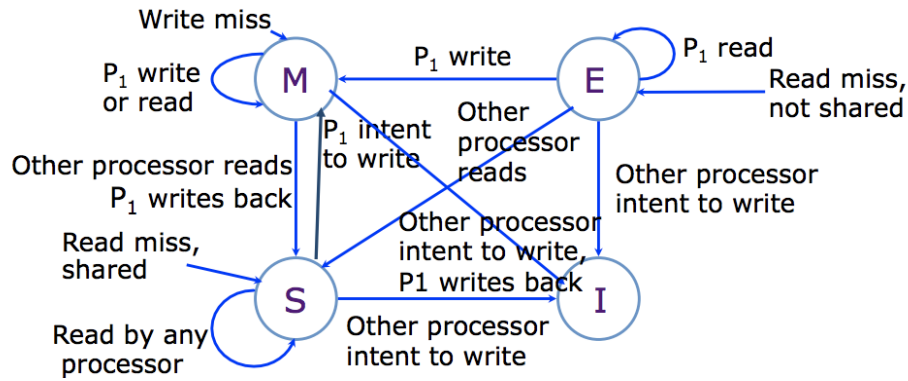 Write miss
P₁ write
or read
M
P₁ write
E
P₁ read
Read miss,
not shared
P₁ intent
to write
Other
processor
reads
Other processor reads
P₁ writes back
Other processor
intent to write
Other processor
intent to write,
P1 writes back
Read miss,
shared
S
I
Read by any
processor
Other processor
intent to write